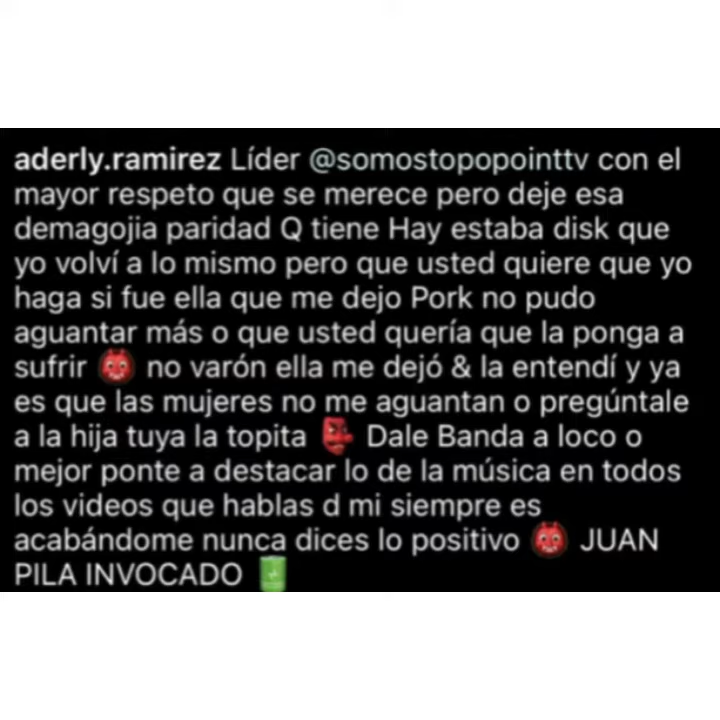 aderly.ramirez Líder @somostopopointtv con el
mayor respeto que se merece pero deje esa
demagojia paridad Q tiene Hay estaba disk que
yo volví a lo mismo pero que usted quiere que yo
haga si fue ella que me dejo Pork no pudo
aguantar más o que usted quería que la ponga a
sufrir 👹 no varón ella me dejó & la entendí y ya
es que las mujeres no me aguantan o pregúntale
a la hija tuya la topita 👺 Dale Banda a loco o
mejor ponte a destacar lo de la música en todos
los videos que hablas d mi siempre es
acabándome nunca dices lo positivo 👹 JUAN
PILA INVOCADO 🔋